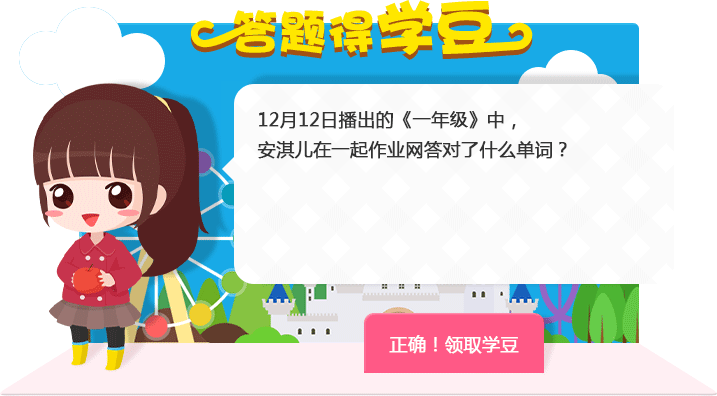 答题得学豆
12月12日播出的《一年级》中，
安淇儿在一起作业网答对了什么单词？
正确！领取学豆